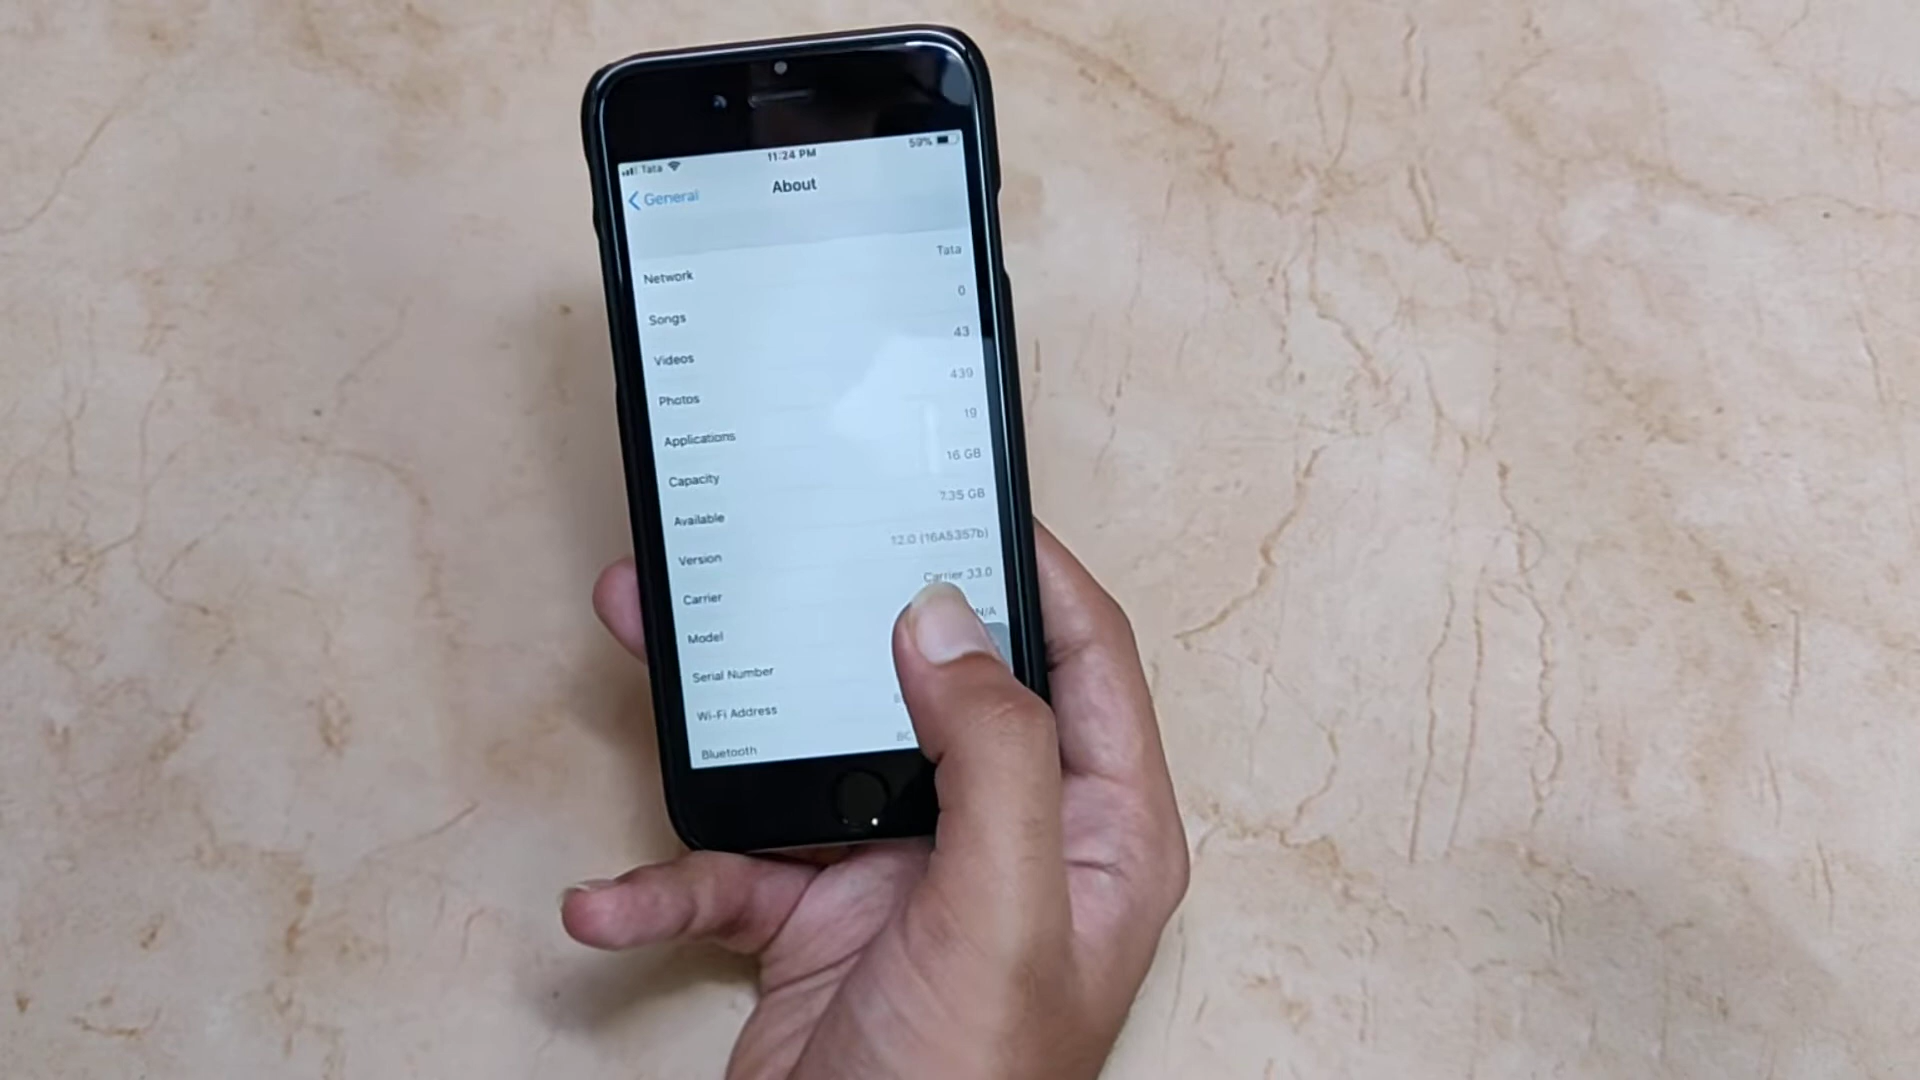 Tata 11:24 PM 59%
General About
Network Tata
Songs 0
Videos 43
Photos 439
Applications 19
Capacity 16 GB
Available 7.35 GB
Version 12.0 (16A5357b)
Carrier Carrier 33.0
Model N/A
Serial Number
Wi-Fi Address
Bluetooth BC